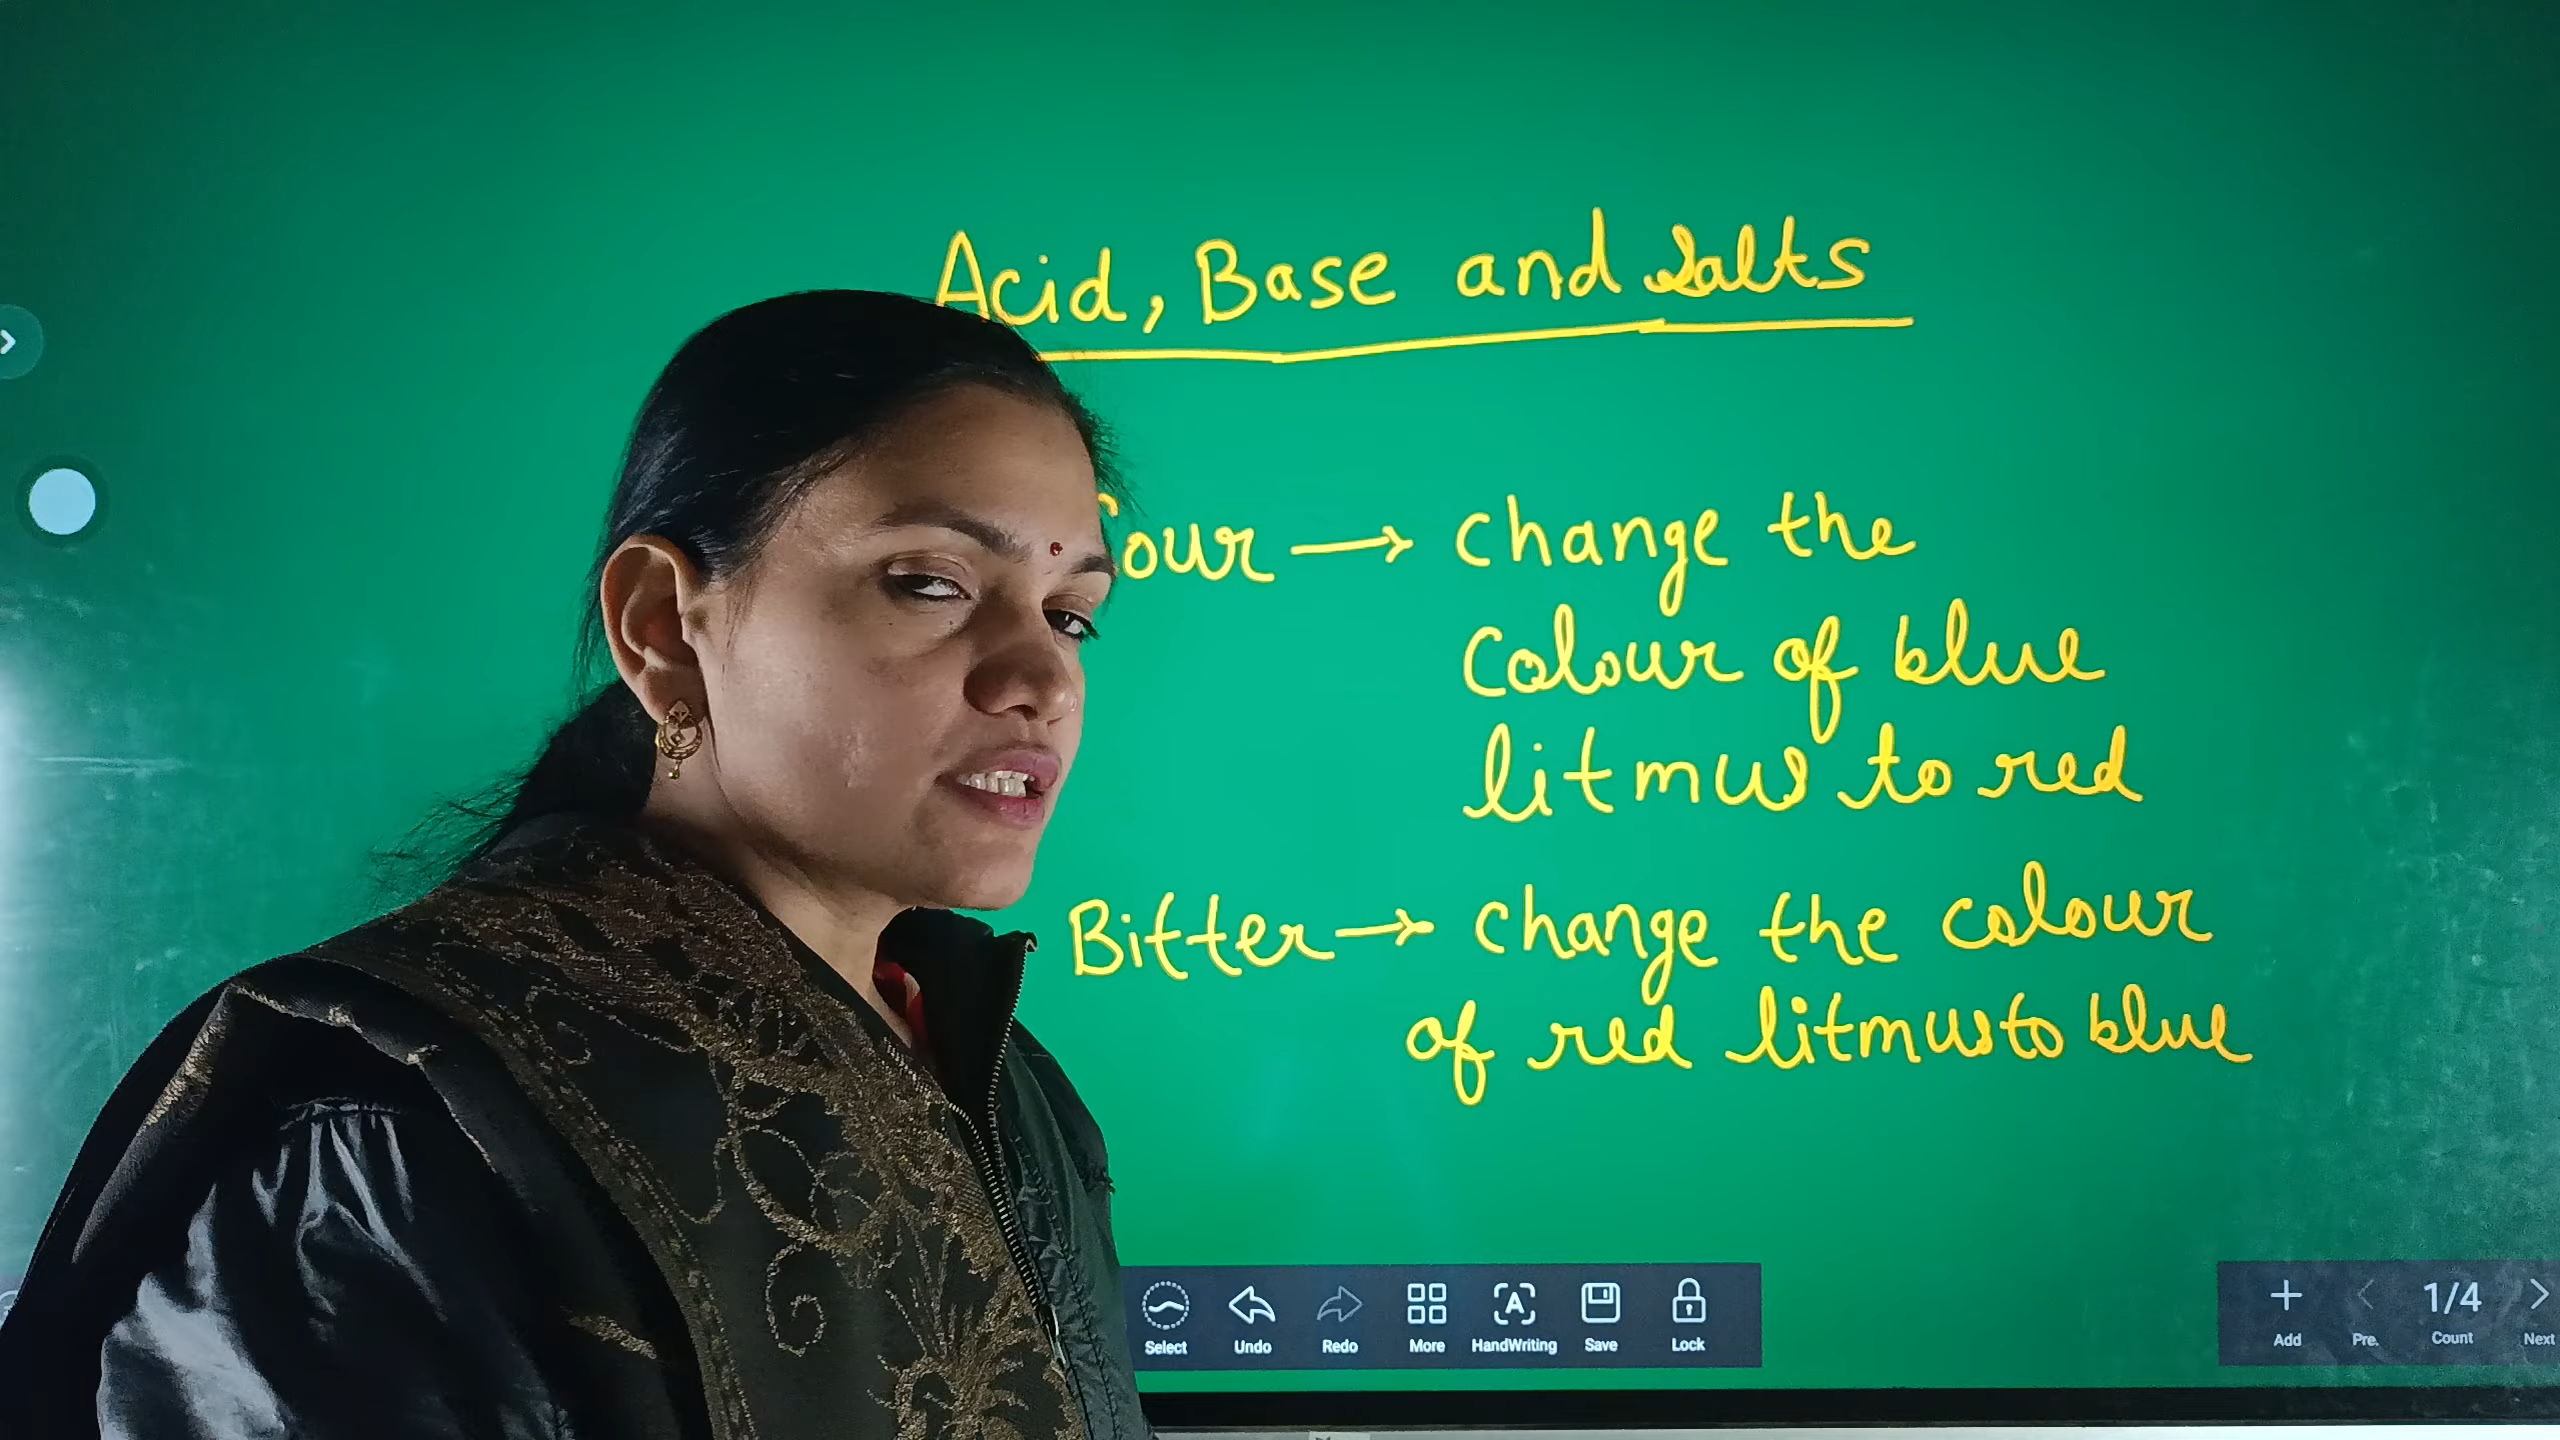 Acid, Base and Salts
Sour → change the
colour of blue
litmus to red
Bitter → change the colour
of red litmus to blue
Select Undo Redo More HandWriting Save Lock
Add Pre. 1/4 Count Next